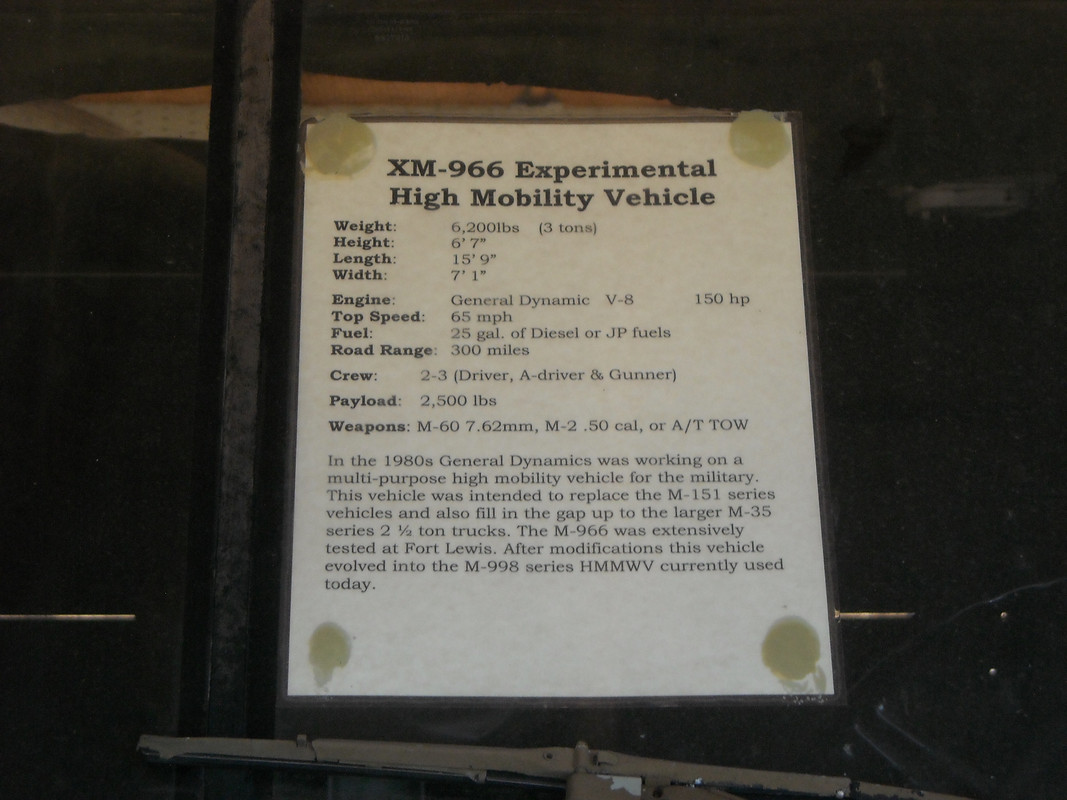 XM-966 Experimental
High Mobility Vehicle
Weight: 6,200lbs (3 tons)
Height: 6' 7"
Length: 15' 9"
Width: 7' 1"
Engine: General Dynamic V-8 150 hp
Top Speed: 65 mph
Fuel: 25 gal. of Diesel or JP fuels
Road Range: 300 miles
Crew: 2-3 (Driver, A-driver & Gunner)
Payload: 2,500 lbs
Weapons: M-60 7.62mm, M-2 .50 cal, or A/T TOW
In the 1980s General Dynamics was working on a
multi-purpose high mobility vehicle for the military.
This vehicle was intended to replace the M-151 series
vehicles and also fill in the gap up to the larger M-35
series 2 ½ ton trucks. The M-966 was extensively
tested at Fort Lewis. After modifications this vehicle
evolved into the M-998 series HMMWV currently used
today.